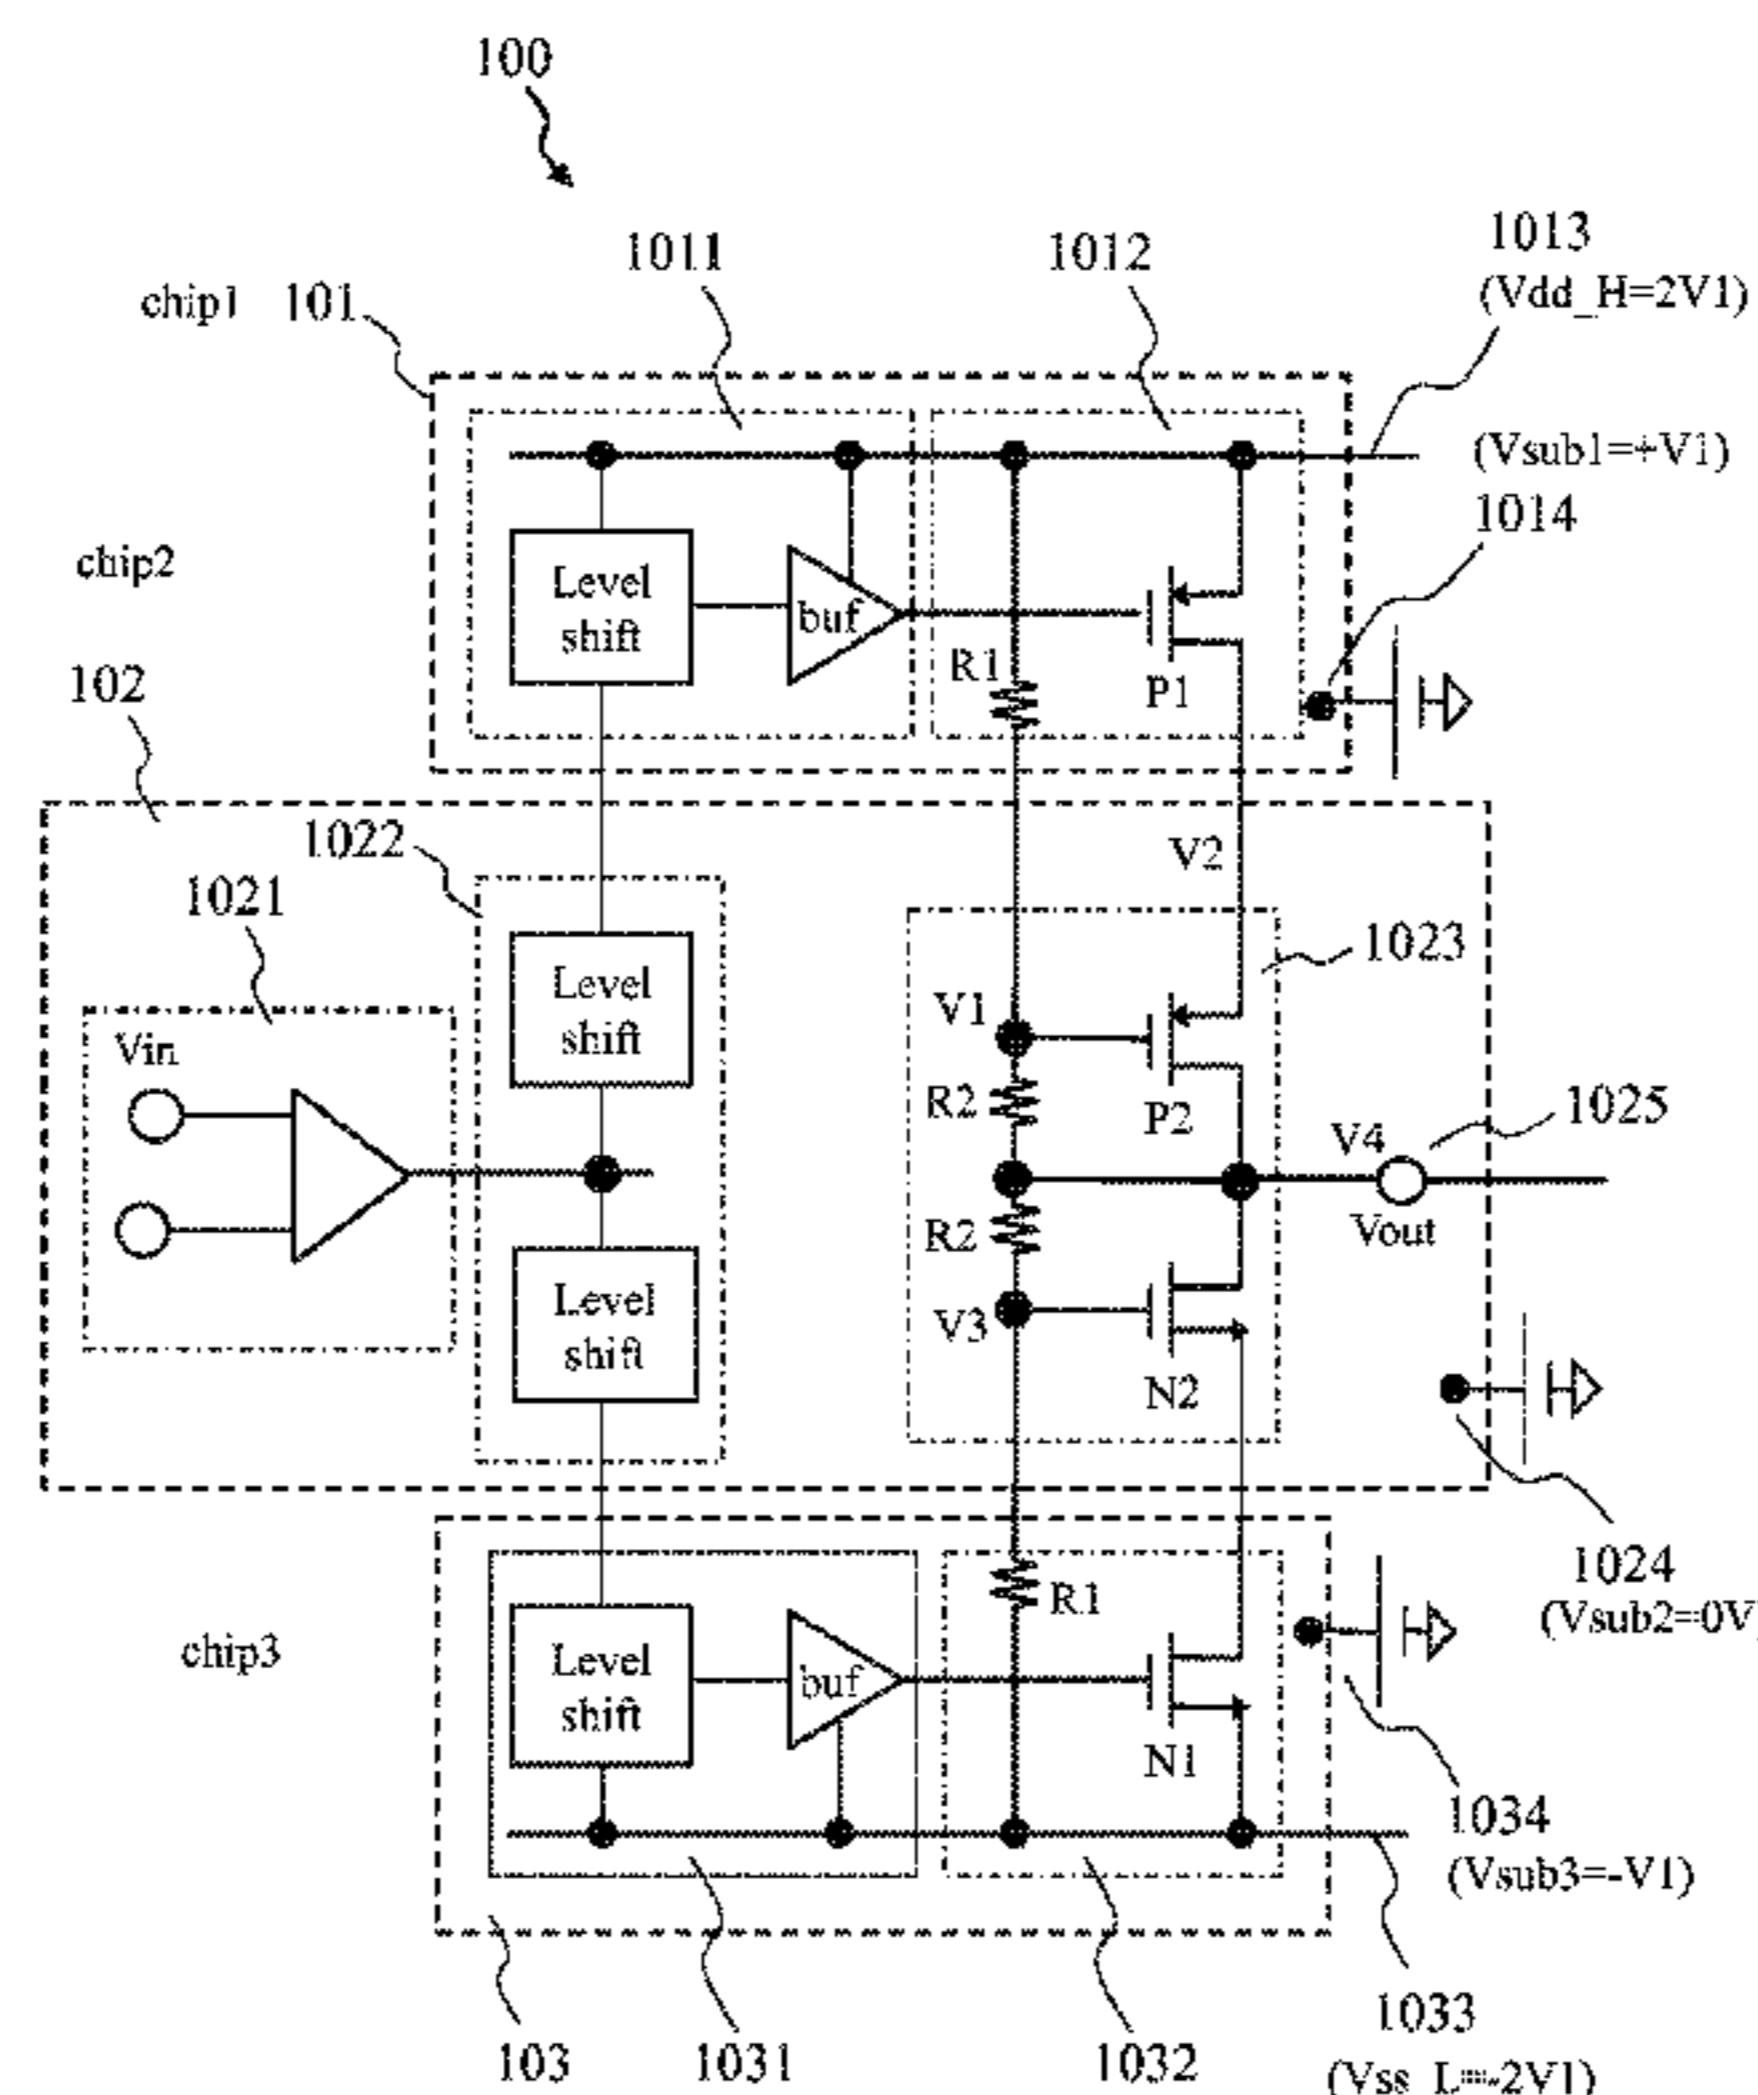 100
1011
1012
1013
(Vdd_H=2V1)
chip1
101
(Vsub1=+V1)
1014
chip2
Level
shift
buf
R1
P1
102
1022
V2
1021
1023
Level
shift
V1
Vin
R2
P2
V4
1025
R2
Vout
Level
shift
V3
N2
1024
(Vsub2=0V)
R1
chip3
Level
shift
buf
N1
1034
(Vsub3=-V1)
103
1031
1032
1033
(Vss_L=-2V1)